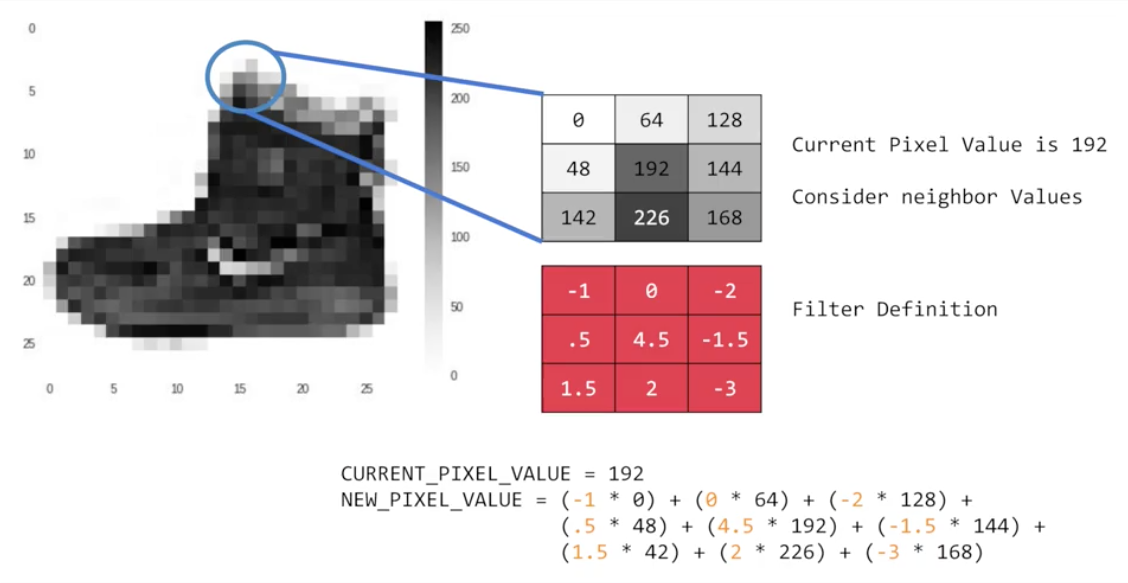 0
5
10
15
20
25
0 5 10 15 20 25
250
200
150
100
50
0
0 64 128
48 192 144
142 226 168
Current Pixel Value is 192
Consider neighbor Values
-1 0 -2
.5 4.5 -1.5
1.5 2 -3
Filter Definition
CURRENT_PIXEL_VALUE = 192
NEW_PIXEL_VALUE = (-1 * 0) + (0 * 64) + (-2 * 128) +
(.5 * 48) + (4.5 * 192) + (-1.5 * 144) +
(1.5 * 42) + (2 * 226) + (-3 * 168)